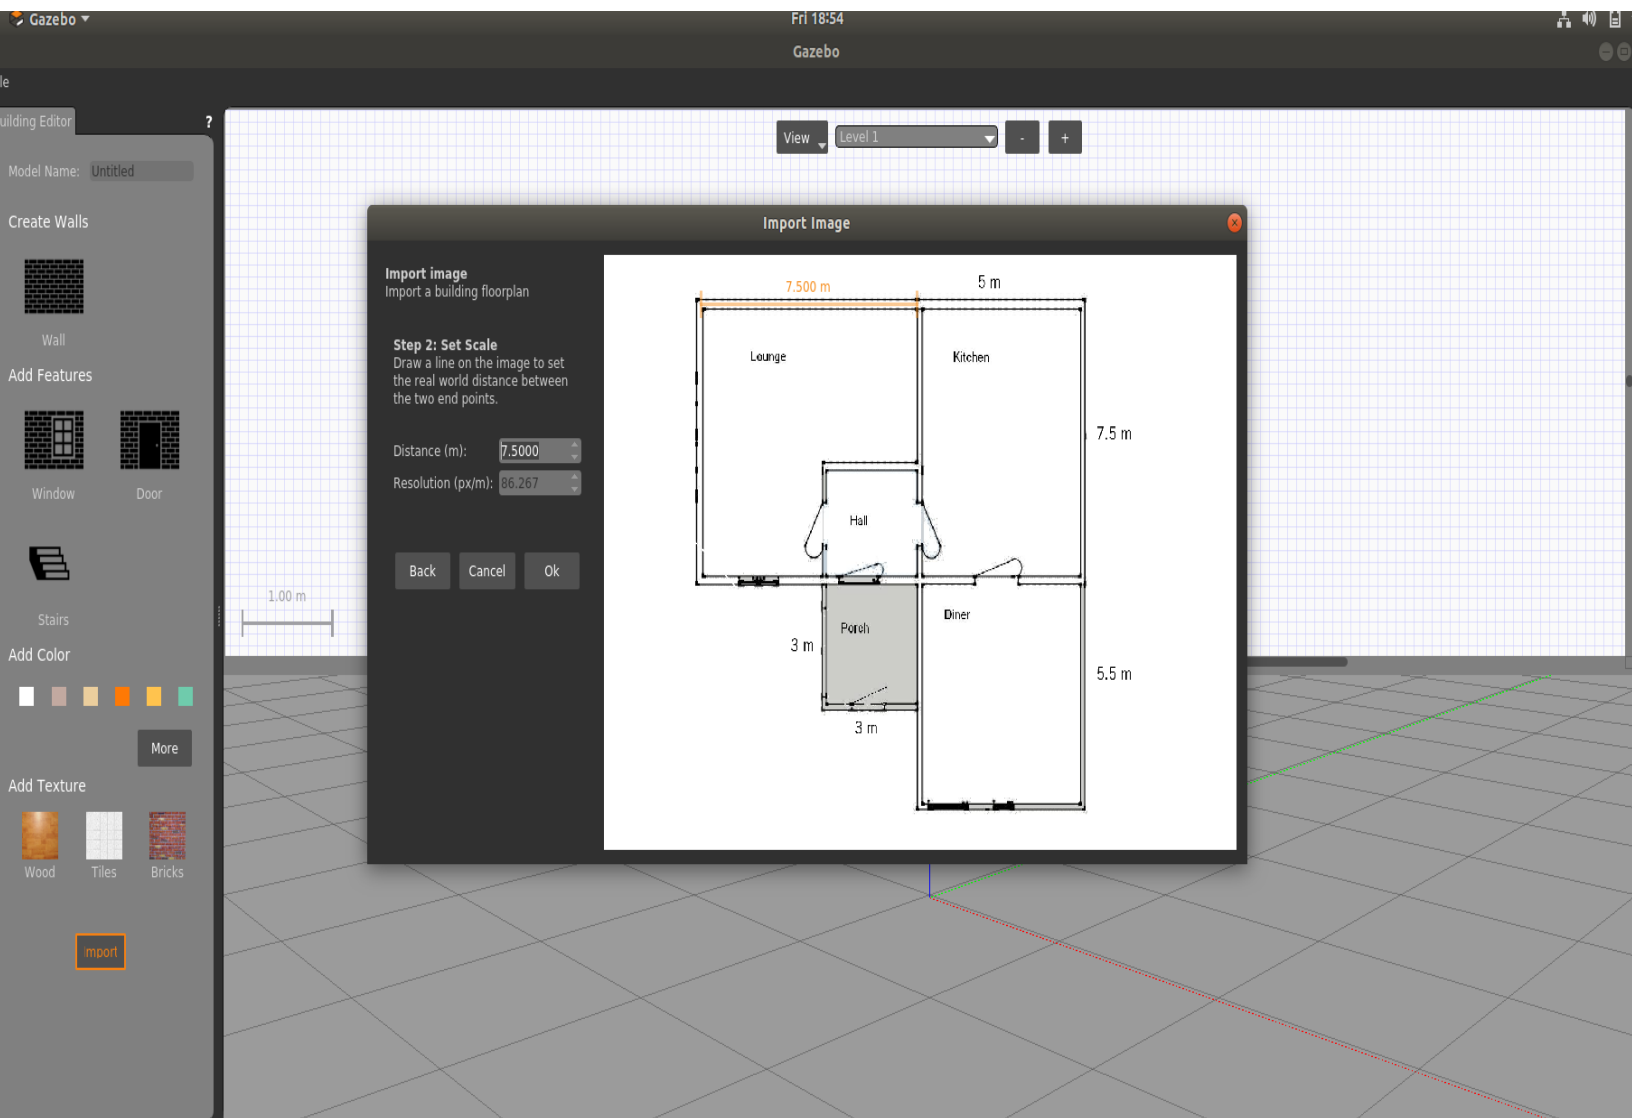 Gazebo
Fri 18:54
Gazebo
le
uilding Editor
?
View
Level 1
-
+
Model Name:
Untitled
Create Walls
Wall
Add Features
Window
Door
Stairs
Add Color
More
Add Texture
Wood
Tiles
Bricks
Import
1.00 m
Import Image
Import image
Import a building floorplan
Step 2: Set Scale
Draw a line on the image to set
the real world distance between
the two end points.
Distance (m):
7.5000
Resolution (px/m):
86.267
Back
Cancel
Ok
7.500 m
5 m
Lounge
Kitchen
7.5 m
Hall
Porch
Diner
3 m
5.5 m
3 m